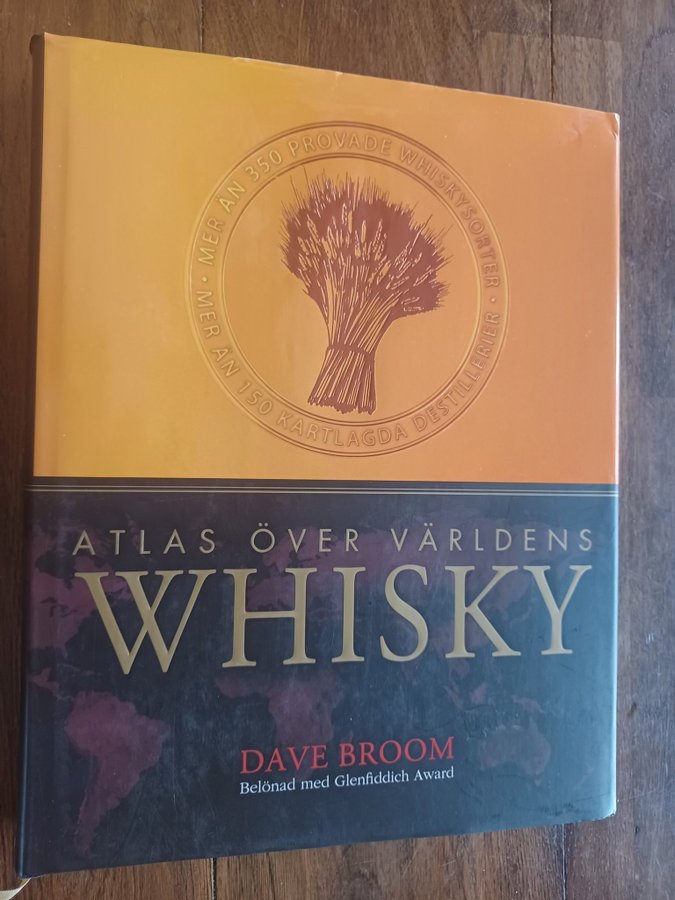 MER ÄN 350 PROVADE WHISKYSORTER •
MER ÄN 150 KARTLAGDA DESTILLERIER •
ATLAS ÖVER VÄRLDENS
WHISKY
DAVE BROOM
Belönad med Glenfiddich Award